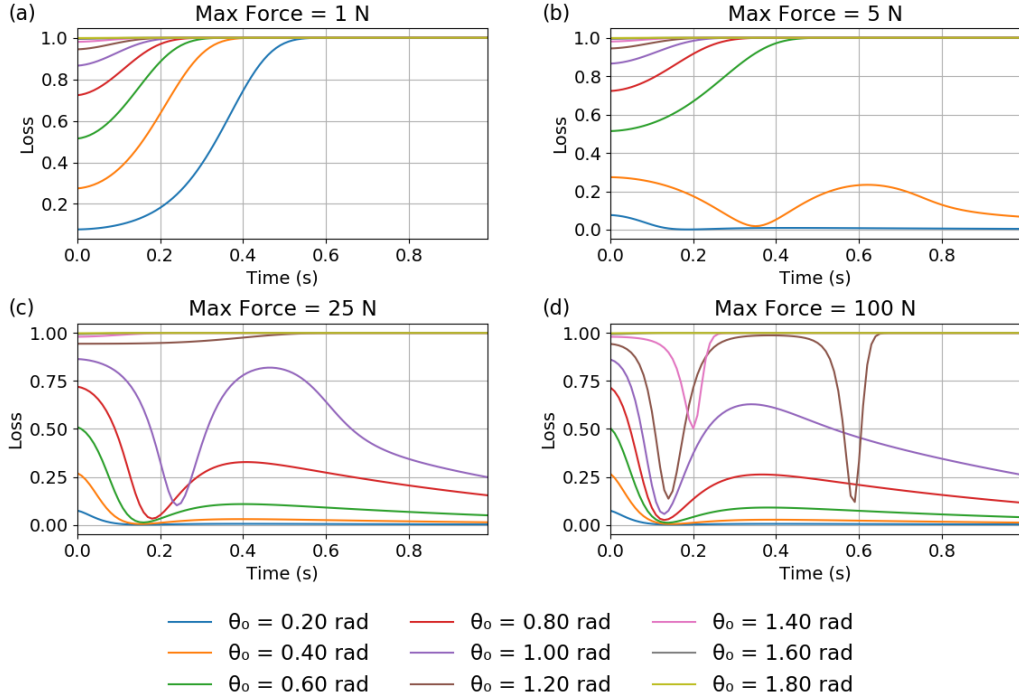 (a) Max Force = 1 N
1.0
0.8
0.6
0.4
0.2
Loss
0.0 0.2 0.4 0.6 0.8
Time (s)
(b) Max Force = 5 N
1.0
0.8
0.6
0.4
0.2
0.0
Loss
0.0 0.2 0.4 0.6 0.8
Time (s)
(c) Max Force = 25 N
1.00
0.75
0.50
0.25
0.00
Loss
0.0 0.2 0.4 0.6 0.8
Time (s)
(d) Max Force = 100 N
1.00
0.75
0.50
0.25
0.00
Loss
0.0 0.2 0.4 0.6 0.8
Time (s)
θ₀ = 0.20 rad
θ₀ = 0.40 rad
θ₀ = 0.60 rad
θ₀ = 0.80 rad
θ₀ = 1.00 rad
θ₀ = 1.20 rad
θ₀ = 1.40 rad
θ₀ = 1.60 rad
θ₀ = 1.80 rad